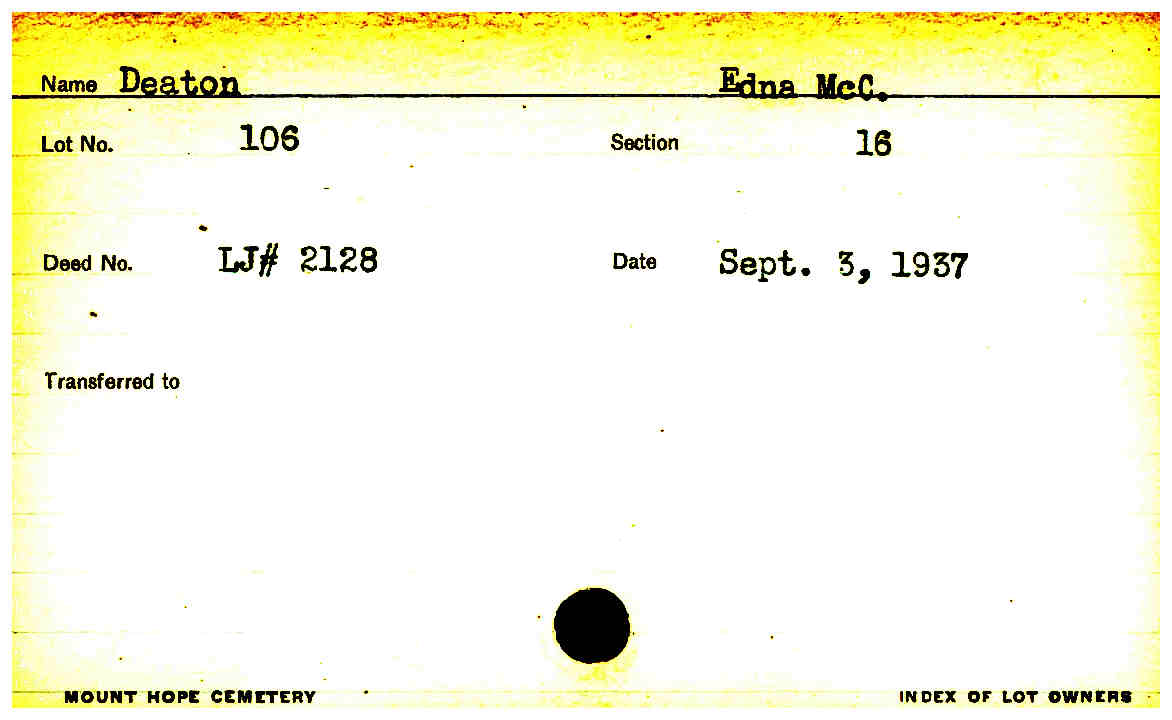 Name Deaton Edna McC.
Lot No. 106 Section 16
Deed No. LJ# 2128 Date Sept. 3, 1937
Transferred to
MOUNT HOPE CEMETERY INDEX OF LOT OWNERS